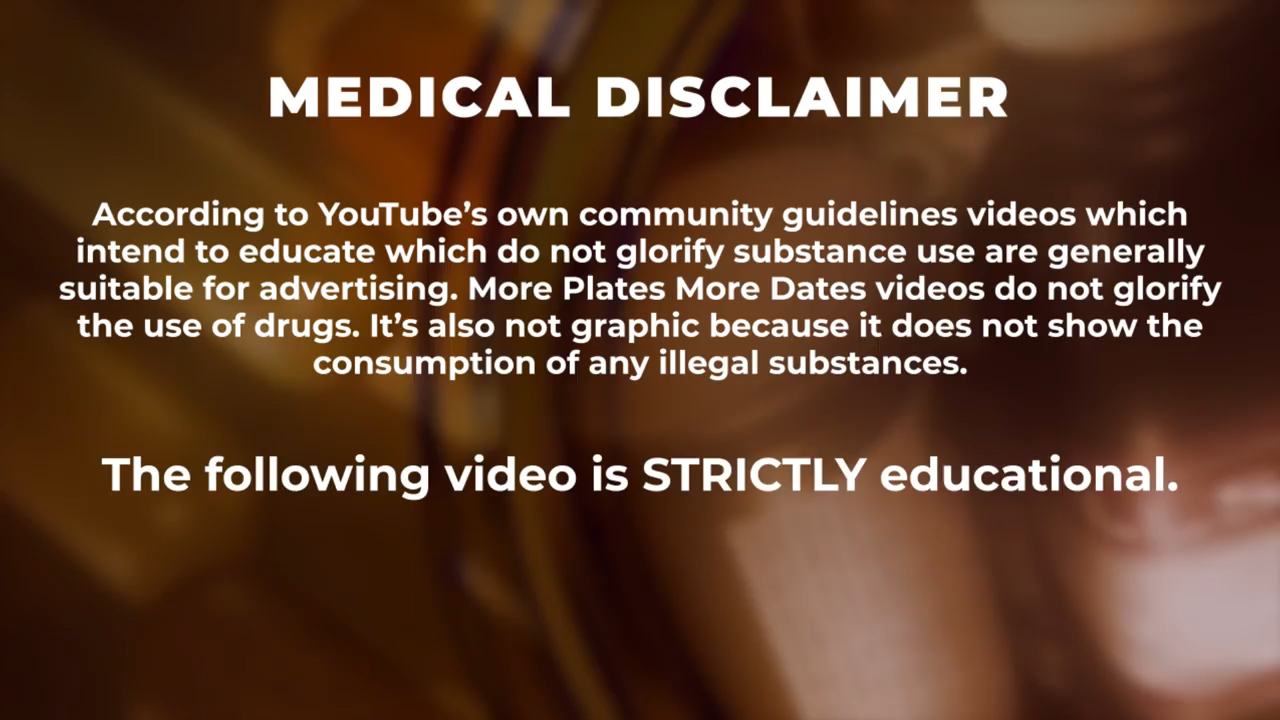 MEDICAL DISCLAIMER
According to YouTube’s own community guidelines videos which
intend to educate which do not glorify substance use are generally
suitable for advertising. More Plates More Dates videos do not glorify
the use of drugs. It’s also not graphic because it does not show the
consumption of any illegal substances.
The following video is STRICTLY educational.